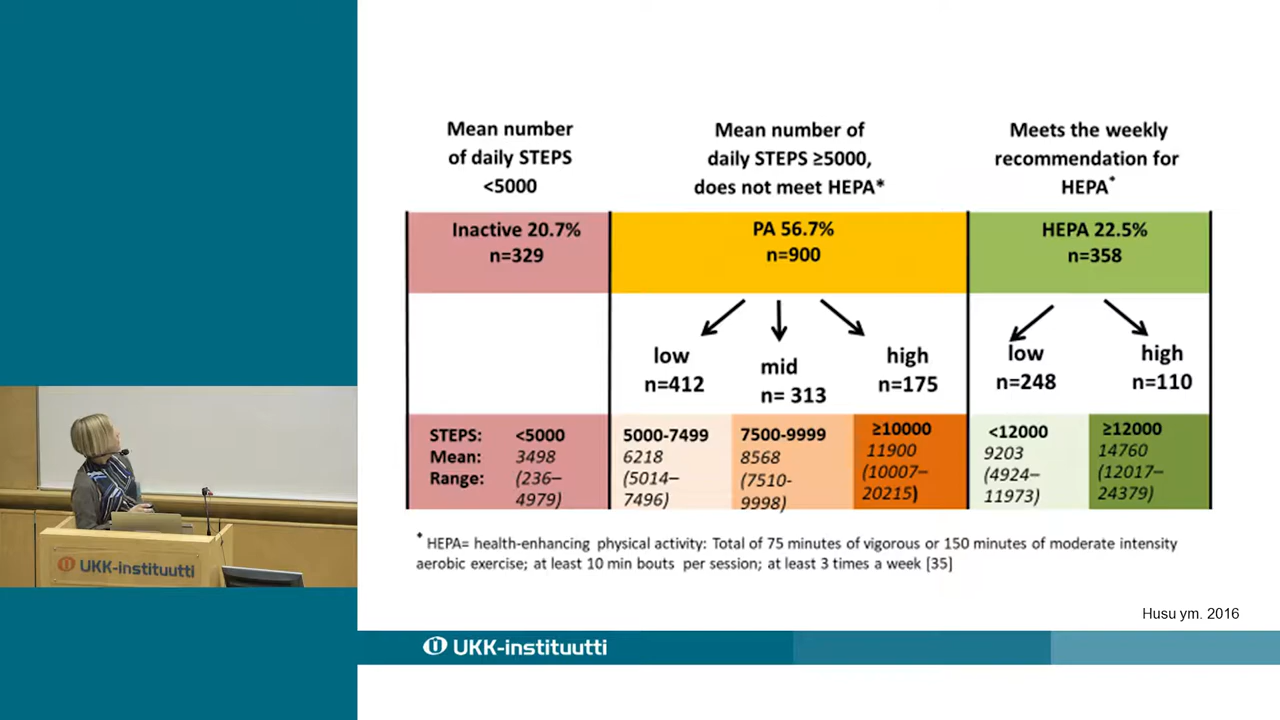 Mean number
of daily STEPS
<5000
Mean number of
daily STEPS ≥5000,
does not meet HEPA*
Meets the weekly
recommendation for
HEPA*
Inactive 20.7%
n=329
PA 56.7%
n=900
HEPA 22.5%
n=358
low
n=412
mid
n= 313
high
n=175
low
n=248
high
n=110
STEPS: <5000
Mean: 3498
Range: (236–
4979)
5000-7499
6218
(5014–
7496)
7500-9999
8568
(7510-
9998)
≥10000
11900
(10007–
20215)
<12000
9203
(4924–
11973)
≥12000
14760
(12017–
24379)
* HEPA= health-enhancing physical activity: Total of 75 minutes of vigorous or 150 minutes of moderate intensity
aerobic exercise; at least 10 min bouts per session; at least 3 times a week [35]
Husu ym. 2016
UKK-instituutti
UKK-instituutti